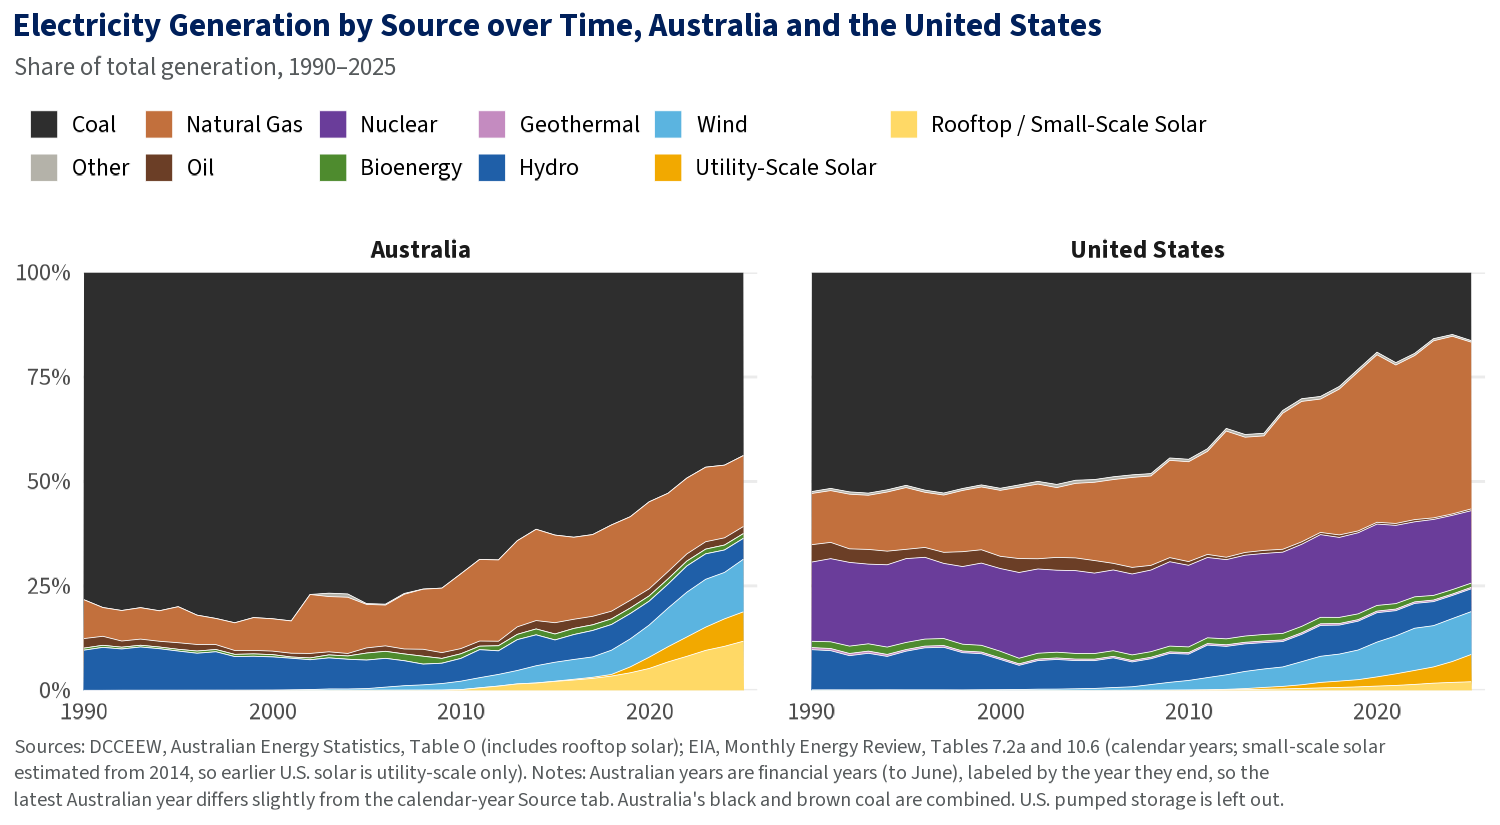 Electricity Generation by Source over Time, Australia and the United States
Share of total generation, 1990–2025
Coal Natural Gas Nuclear Geothermal Wind Rooftop / Small-Scale Solar
Other Oil Bioenergy Hydro Utility-Scale Solar
Australia United States
100%
75%
50%
25%
0%
1990 2000 2010 2020 1990 2000 2010 2020
Sources: DCCEEW, Australian Energy Statistics, Table O (includes rooftop solar); EIA, Monthly Energy Review, Tables 7.2a and 10.6 (calendar years; small-scale solar
estimated from 2014, so earlier U.S. solar is utility-scale only). Notes: Australian years are financial years (to June), labeled by the year they end, so the
latest Australian year differs slightly from the calendar-year Source tab. Australia's black and brown coal are combined. U.S. pumped storage is left out.